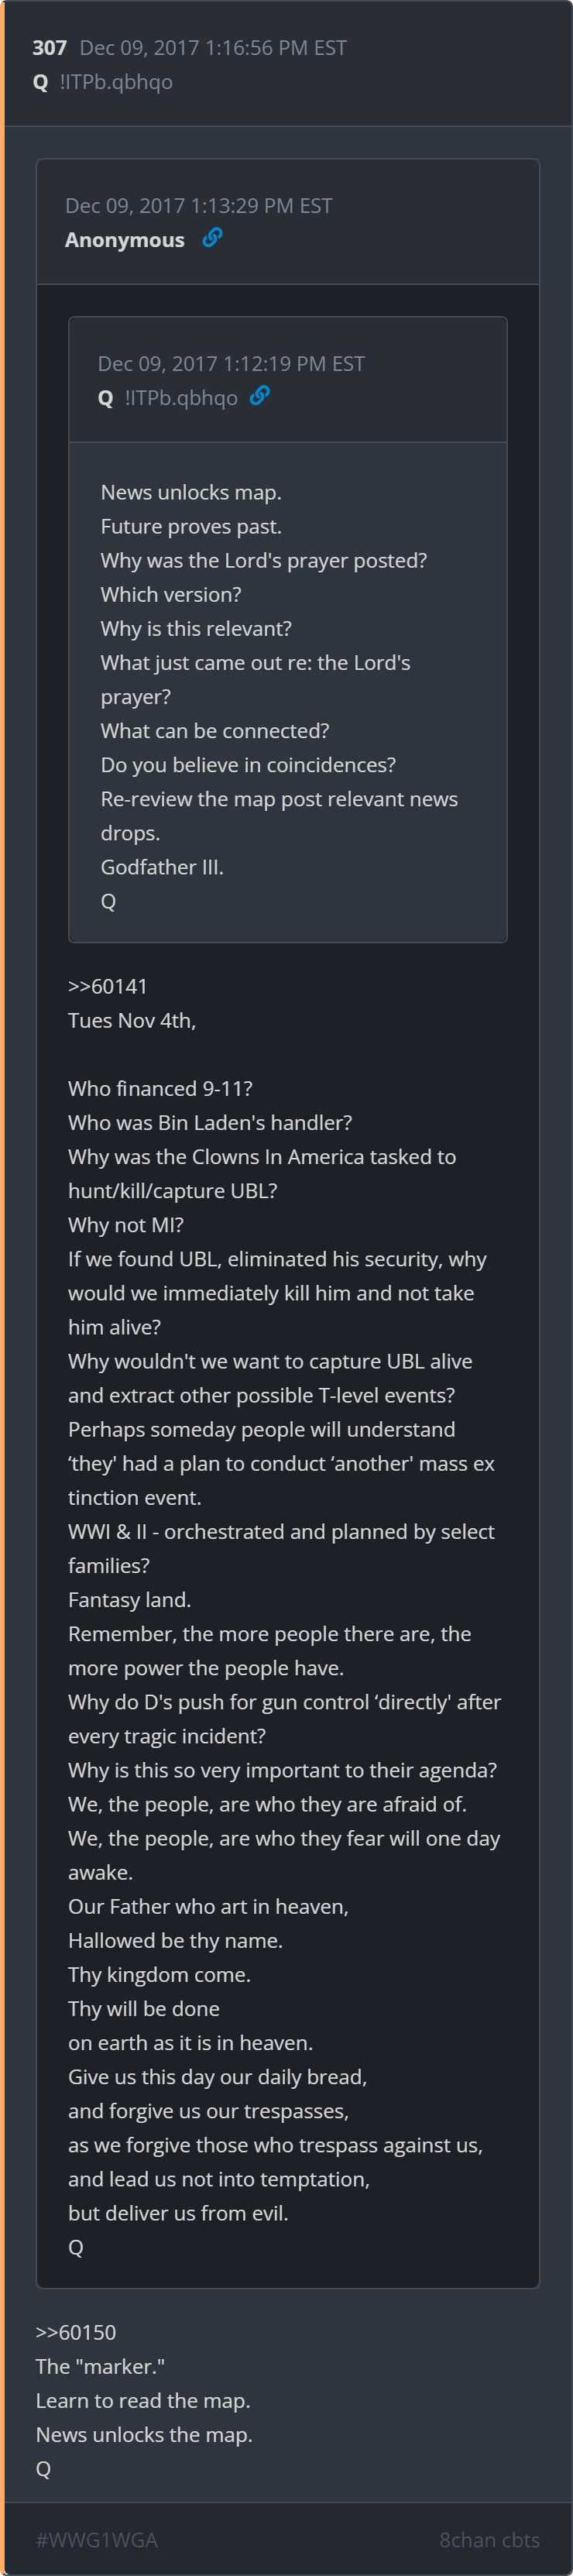 307 Dec 09, 2017 1:16:56 PM EST
Q !ITPb.qbhqo
Dec 09, 2017 1:13:29 PM EST
Anonymous
Dec 09, 2017 1:12:19 PM EST
Q !ITPb.qbhqo
News unlocks map.
Future proves past.
Why was the Lord's prayer posted?
Which version?
Why is this relevant?
What just came out re: the Lord's
prayer?
What can be connected?
Do you believe in coincidences?
Re-review the map post relevant news
drops.
Godfather III.
Q
>>60141
Tues Nov 4th,
Who financed 9-11?
Who was Bin Laden's handler?
Why was the Clowns In America tasked to
hunt/kill/capture UBL?
Why not MI?
If we found UBL, eliminated his security, why
would we immediately kill him and not take
him alive?
Why wouldn't we want to capture UBL alive
and extract other possible T-level events?
Perhaps someday people will understand
‘they' had a plan to conduct ‘another' mass ex
tinction event.
WWI & II - orchestrated and planned by select
families?
Fantasy land.
Remember, the more people there are, the
more power the people have.
Why do D's push for gun control ‘directly' after
every tragic incident?
Why is this so very important to their agenda?
We, the people, are who they are afraid of.
We, the people, are who they fear will one day
awake.
Our Father who art in heaven,
Hallowed be thy name.
Thy kingdom come.
Thy will be done
on earth as it is in heaven.
Give us this day our daily bread,
and forgive us our trespasses,
as we forgive those who trespass against us,
and lead us not into temptation,
but deliver us from evil.
Q
>>60150
The "marker."
Learn to read the map.
News unlocks the map.
Q
#WWG1WGA 8chan cbts